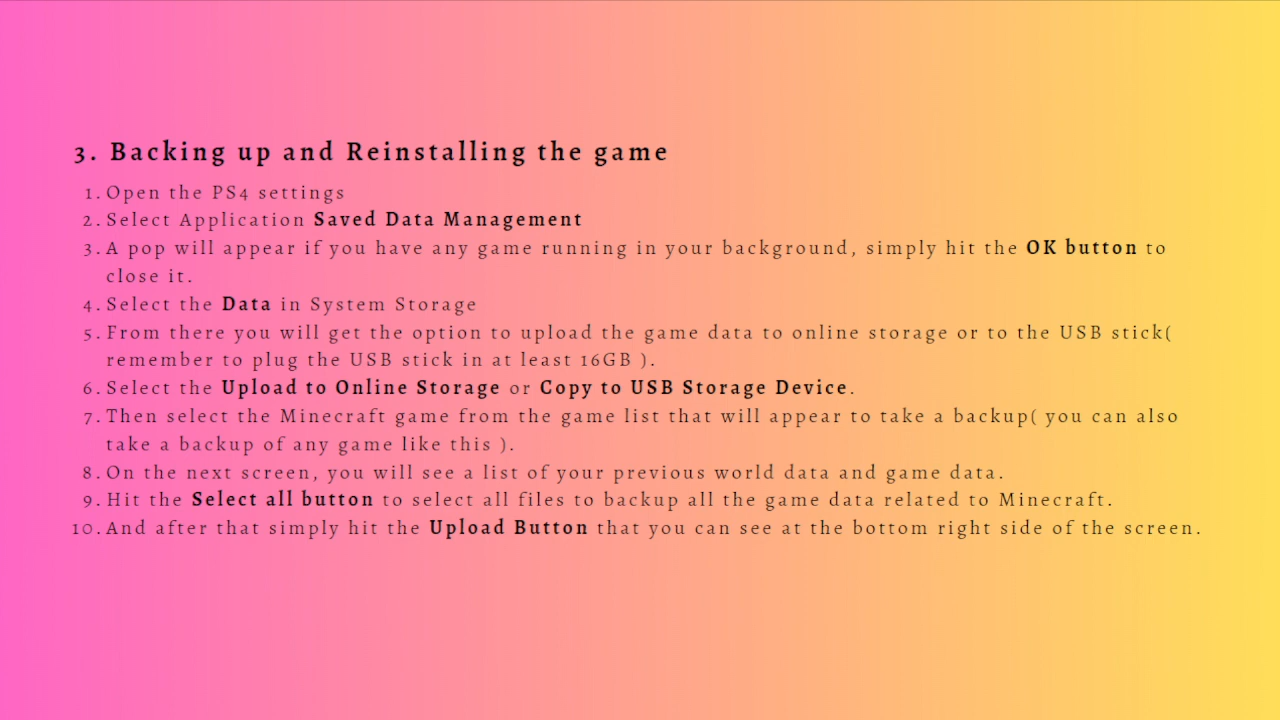 3. Backing up and Reinstalling the game
1. Open the PS4 settings
2. Select Application Saved Data Management
3. A pop will appear if you have any game running in your background, simply hit the OK button to
close it.
4. Select the Data in System Storage
5. From there you will get the option to upload the game data to online storage or to the USB stick(
remember to plug the USB stick in at least 16GB ).
6. Select the Upload to Online Storage or Copy to USB Storage Device.
7. Then select the Minecraft game from the game list that will appear to take a backup( you can also
take a backup of any game like this ).
8. On the next screen, you will see a list of your previous world data and game data.
9. Hit the Select all button to select all files to backup all the game data related to Minecraft.
10. And after that simply hit the Upload Button that you can see at the bottom right side of the screen.